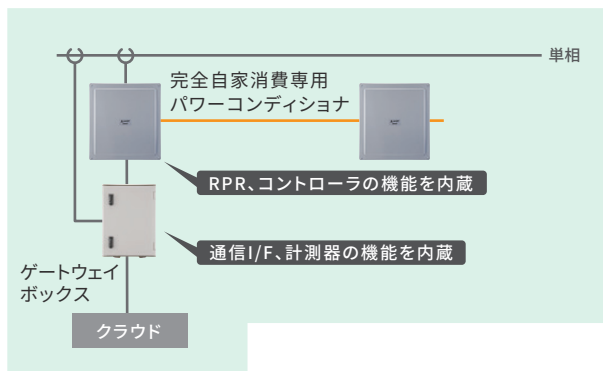 単相
完全自家消費専用
パワーコンディショナ
RPR、コントローラの機能を内蔵
通信I/F、計測器の機能を内蔵
ゲートウェイ
ボックス
クラウド